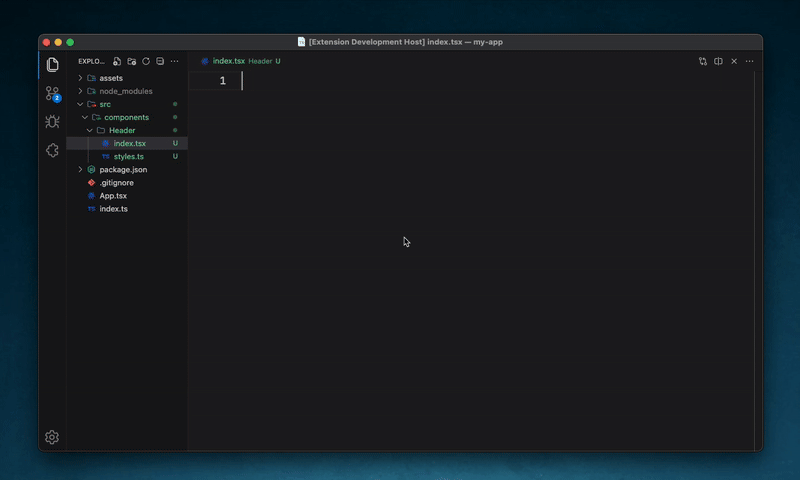 [Extension Development Host] index.tsx — my-app
EXPLO...
index.tsx Header U
assets
node_modules
src
components
Header
index.tsx U
TS styles.ts U
package.json
.gitignore
App.tsx
TS index.ts
1
2